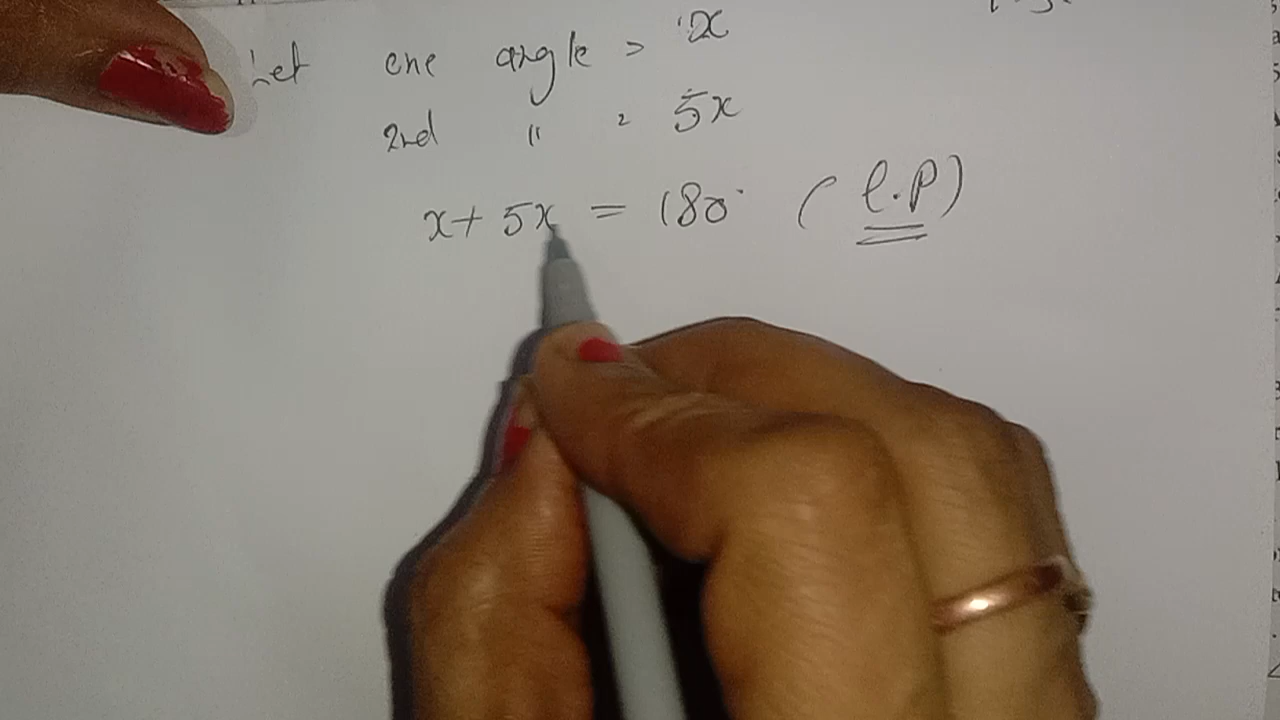 Let one angle = x
2nd " = 5x
x + 5x = 180° (l.P)